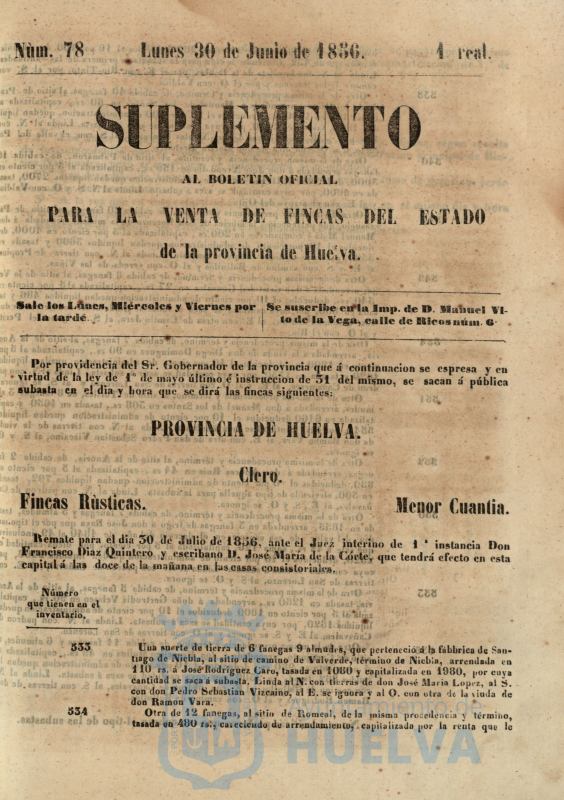 Nùm. 78 Lunes 30 de Junio de 1856. 1 real.
SUPLEMENTO
AL BOLETIN OFICIAL
PARA LA VENTA DE FINCAS DEL ESTADO
de la provincia de Huelva.
Sale los Lúnes, Miércoles y Viernes por
la tarde
Se suscribe en la Imp. de D. Manuel Vi-
to de la Vega, calle de Ricos núm. 6
Por providencia del Sr. Gobernador de la provincia que á continuacion se espresa y en
virtud de la ley de 1º de mayo último é instruccion de 31 del mismo, se sacan á pública
subasta en el dia y hora que se dirá las fincas siguientes:
PROVINCIA DE HUELVA.
Clero.
Fincas Rùsticas. Menor Cuantia.
Remate para el dia 30 de Julio de 1856, ante el Juez interino de 1ª instancia Don
Francisco Diaz Quintero y escribano D. José Maria de la Córte, que tendrá efecto en esta
capital á las doce de la mañana en las casas consistoriales.
Número
que tienen en el
inventario.
533 Una suerte de tierra de 6 fanegas 9 almudes, que perteneció á la fábbrica de San-
tiago de Niebla, al sitio de camino de Valverde, término de Niebla, arrendada en
110 rs. á José Rodriguez Caro, tasada en 1080 y capitalizada en 1980, por cuya
cantidad se saca á subasta. Linda al N. con tierras de don José Maria Lopez, al S.
con don Pedro Sebastian Vizcaino, al E. se ignora y al O. con otra de la viuda de
don Ramon Vara.
534 Otra de 12 fanegas, al sitio de Romeal, de la misma procedencia y término,
tasada en 480 rs., careciendo de arrendamiento, capitalizado por la renta que le
Ayuntamiento de
HUELVA